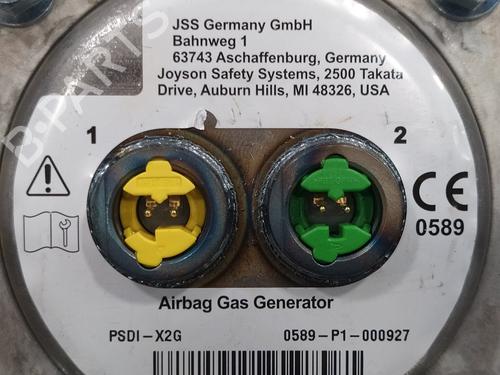 JSS Germany GmbH
Bahnweg 1
63743 Aschaffenburg, Germany
Joyson Safety Systems, 2500 Takata
Drive, Auburn Hills, MI 48326, USA
1
2
CE
0589
Airbag Gas Generator
PSDI-X2G
0589-P1-000927
B-PARTS